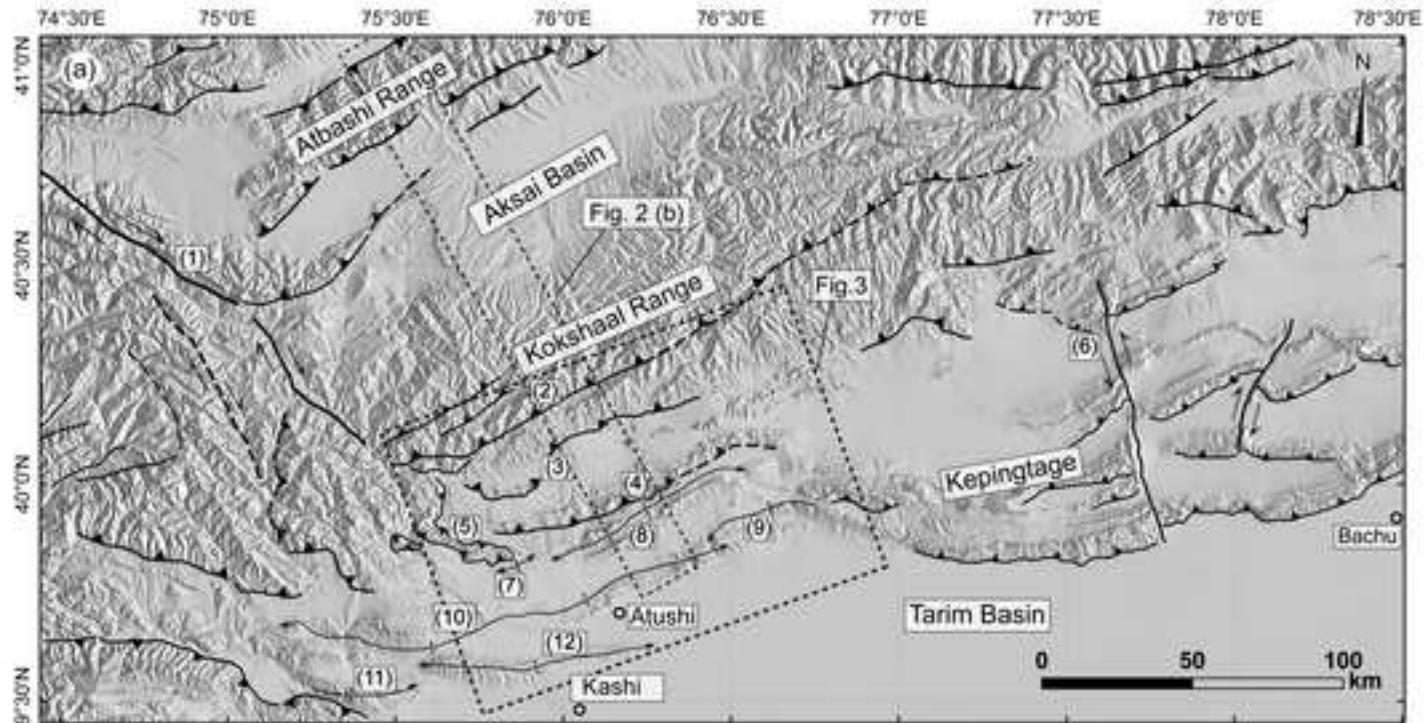 74°30'E 75°0'E 75°30'E 76°0'E 76°30'E 77°0'E 77°30'E 78°0'E 78°30'E
41°0'N
(a)
N
Atbashi Range
Aksai Basin
Fig. 2 (b)
(1)
40°30'N
Kokshaal Range
Fig.3
(2)
(6)
(3)
40°0'N
(4)
Kepingtage
(5)
(8)
(9)
Bachu
(7)
(10)
Atushi
Tarim Basin
(12)
0 50 100
km
(11)
Kashi
9°30'N